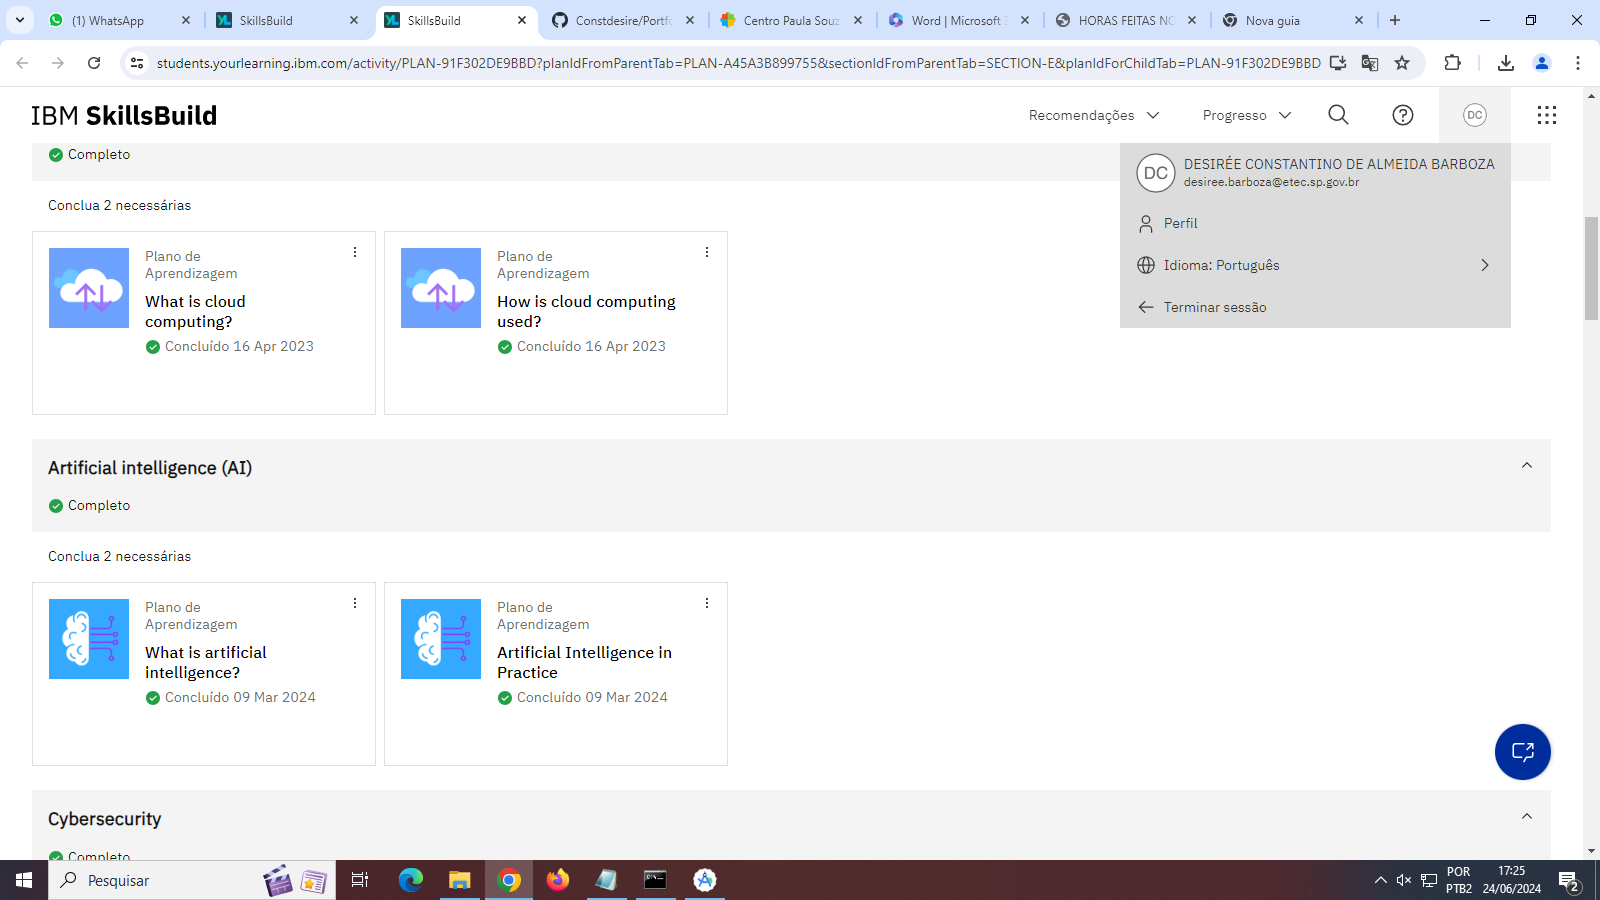 (1) WhatsApp
SkillsBuild
SkillsBuild
Constdesire/Portfo
Centro Paula Souz
Word | Microsoft
HORAS FEITAS NO
Nova guia
students.yourlearning.ibm.com/activity/PLAN-91F302DE9BBD?planIdFromParentTab=PLAN-A45A3B899755&sectionIdFromParentTab=SECTION-E&planIdForChildTab=PLAN-91F302DE9BBD
IBM SkillsBuild
Recomendações
Progresso
DC
Completo
DC
DESIRÉE CONSTANTINO DE ALMEIDA BARBOZA
desiree.barboza@etec.sp.gov.br
Perfil
Idioma: Português
Terminar sessão
Conclua 2 necessárias
Plano de
Aprendizagem
What is cloud
computing?
Concluído 16 Apr 2023
Plano de
Aprendizagem
How is cloud computing
used?
Concluído 16 Apr 2023
Artificial intelligence (AI)
Completo
Conclua 2 necessárias
Plano de
Aprendizagem
What is artificial
intelligence?
Concluído 09 Mar 2024
Plano de
Aprendizagem
Artificial Intelligence in
Practice
Concluído 09 Mar 2024
Cybersecurity
Completo
Pesquisar
POR
PTB2
17:25
24/06/2024
2